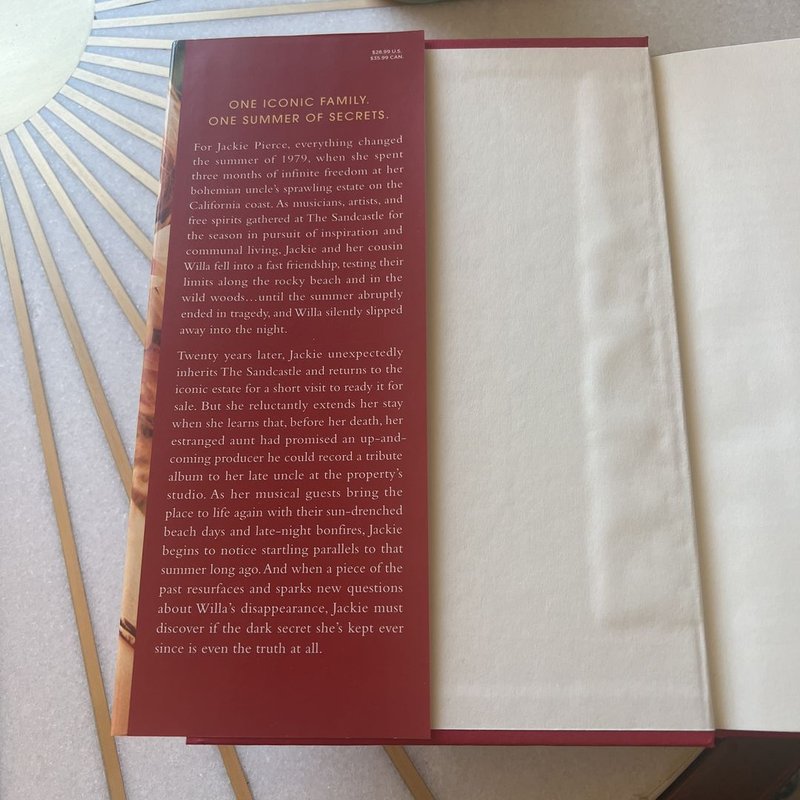 $28.99 U.S.
$35.99 CAN.
ONE ICONIC FAMILY.
ONE SUMMER OF SECRETS.
For Jackie Pierce, everything changed
the summer of 1979, when she spent
three months of infinite freedom at her
bohemian uncle's sprawling estate on the
California coast. As musicians, artists, and
free spirits gathered at The Sandcastle for
the season in pursuit of inspiration and
communal living, Jackie and her cousin
Willa fell into a fast friendship, testing their
limits along the rocky beach and in the
wild woods...until the summer abruptly
ended in tragedy, and Willa silently slipped
away into the night.
Twenty years later, Jackie unexpectedly
inherits The Sandcastle and returns to the
iconic estate for a short visit to ready it for
sale. But she reluctantly extends her stay
when she learns that, before her death, her
estranged aunt had promised an up-and-
coming producer he could record a tribute
album to her late uncle at the property's
studio. As her musical guests bring the
place to life again with their sun-drenched
beach days and late-night bonfires, Jackie
begins to notice startling parallels to that
summer long ago. And when a piece of the
past resurfaces and sparks new questions
about Willa's disappearance, Jackie must
discover if the dark secret she's kept ever
since is even the truth at all.